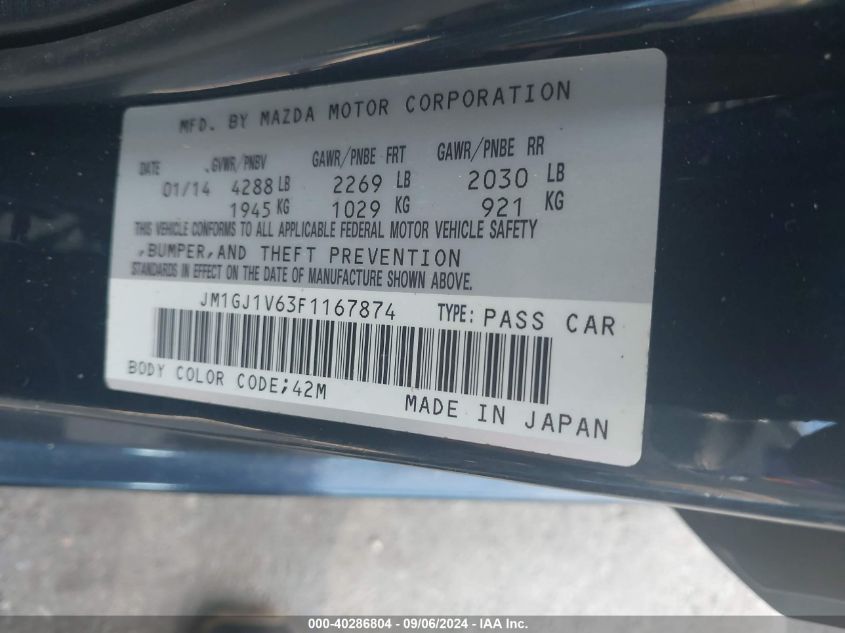 MFD. BY MAZDA MOTOR CORPORATION
DATE GVWR/PNBV GAWR/PNBE FRT GAWR/PNBE RR
01/14 4288 LB 2269 LB 2030 LB
1945 KG 1029 KG 921 KG
THIS VEHICLE CONFORMS TO ALL APPLICABLE FEDERAL MOTOR VEHICLE SAFETY
,BUMPER,AND THEFT PREVENTION
STANDARDS IN EFFECT ON THE DATE OF MANUFACTURE SHOWN ABOVE.
JM1GJ1V63F1167874 TYPE: PASS CAR
BODY COLOR CODE;42M
MADE IN JAPAN
000-40286804 - 09/06/2024 - IAA Inc.